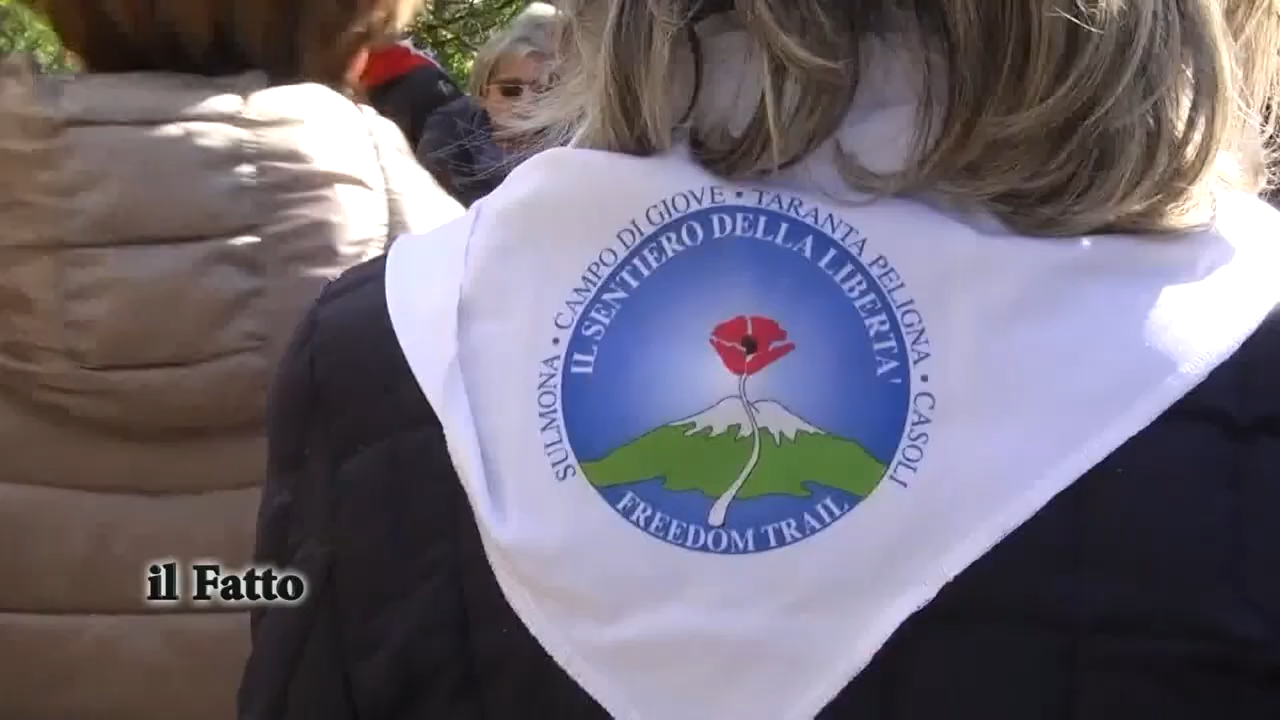 SULMONA • CAMPO DI GIOVE • TARANTA PELIGNA • CASOLI
IL SENTIERO DELLA LIBERTA'
FREEDOM TRAIL
il Fatto